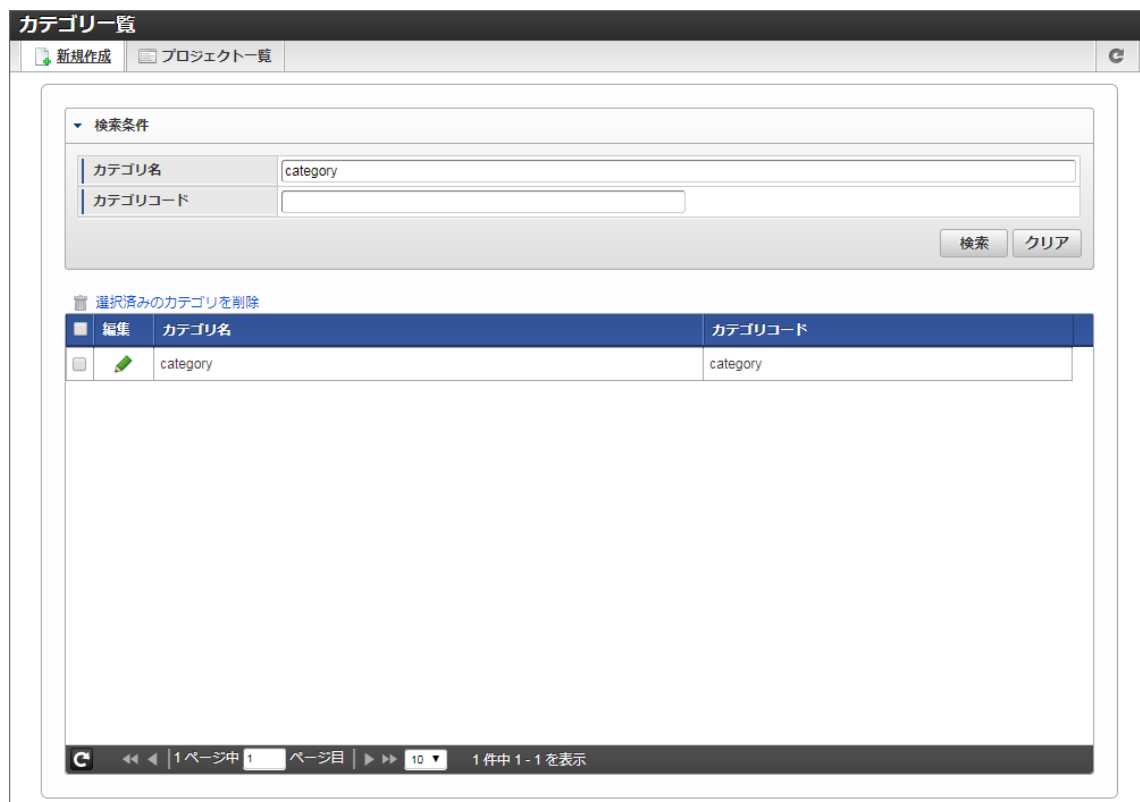 カテゴリ一覧
新規作成 プロジェクト一覧
検索条件
カテゴリ名 category
カテゴリコード
検索 クリア
選択済みのカテゴリを削除
編集 カテゴリ名 カテゴリコード
category category
1 ページ中 1 ページ目 10 1 件中 1 - 1 を表示